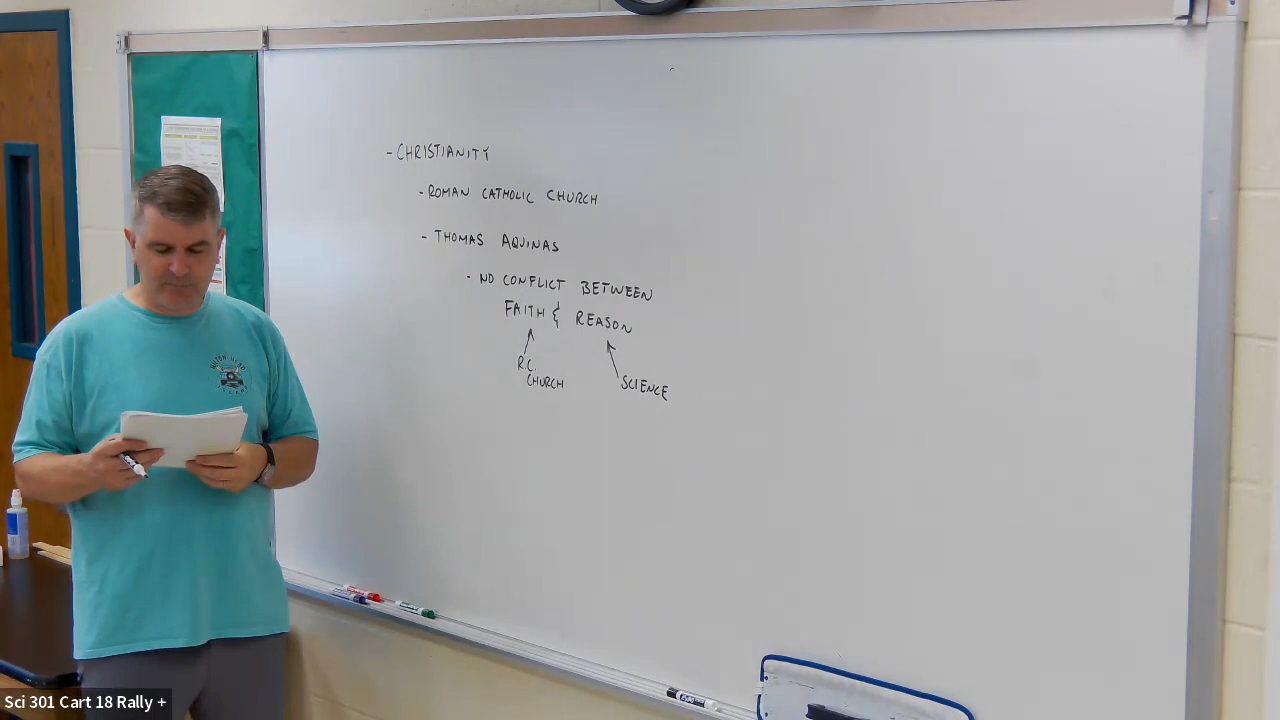 - CHRISTIANITY
- ROMAN CATHOLIC CHURCH
- THOMAS AQUINAS
- NO CONFLICT BETWEEN
FAITH & REASON
R.C.
CHURCH
SCIENCE
Sci 301 Cart 18 Rally +